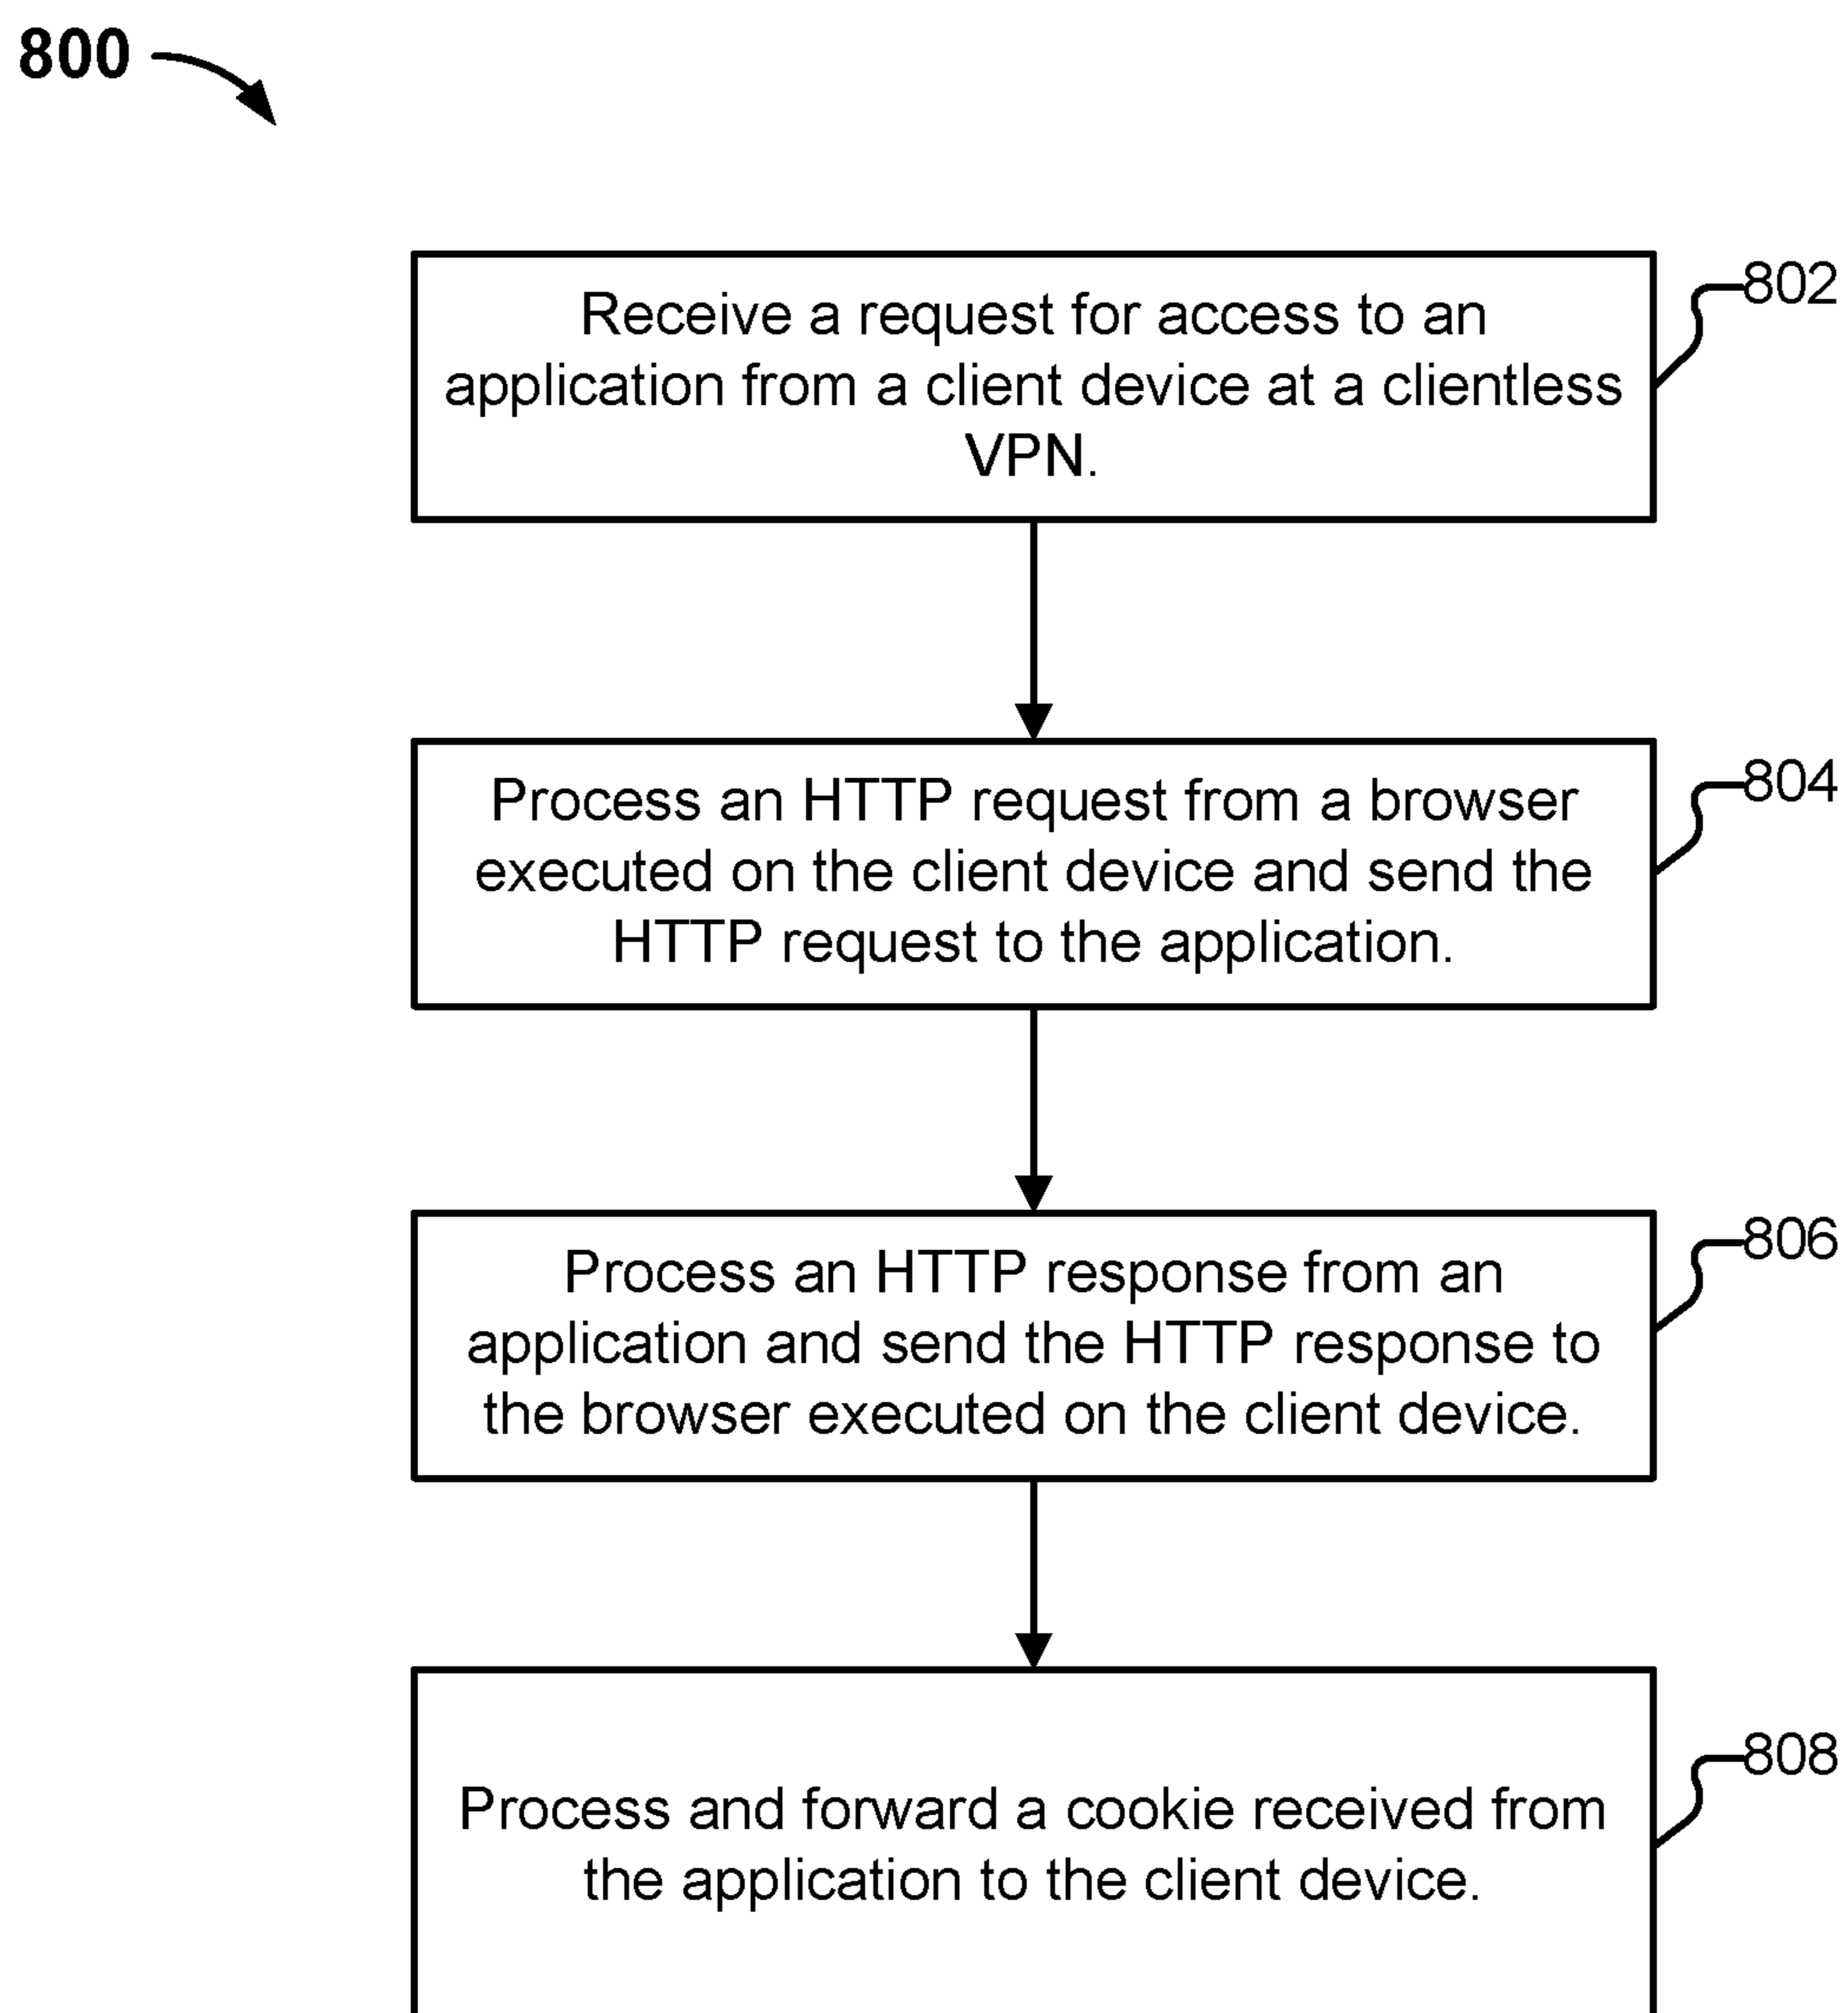 800
Receive a request for access to an
application from a client device at a clientless
VPN.
802
Process an HTTP request from a browser
executed on the client device and send the
HTTP request to the application.
804
Process an HTTP response from an
application and send the HTTP response to
the browser executed on the client device.
806
Process and forward a cookie received from
the application to the client device.
808